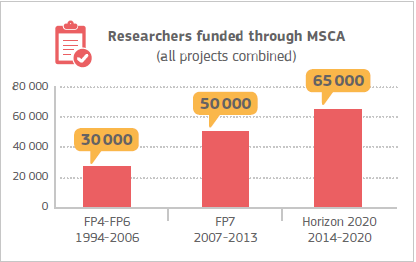 Researchers funded through MSCA
(all projects combined)
80 000
60 000
40 000
20 000
0
30 000
50 000
65 000
FP4-FP6
1994-2006
FP7
2007-2013
Horizon 2020
2014-2020